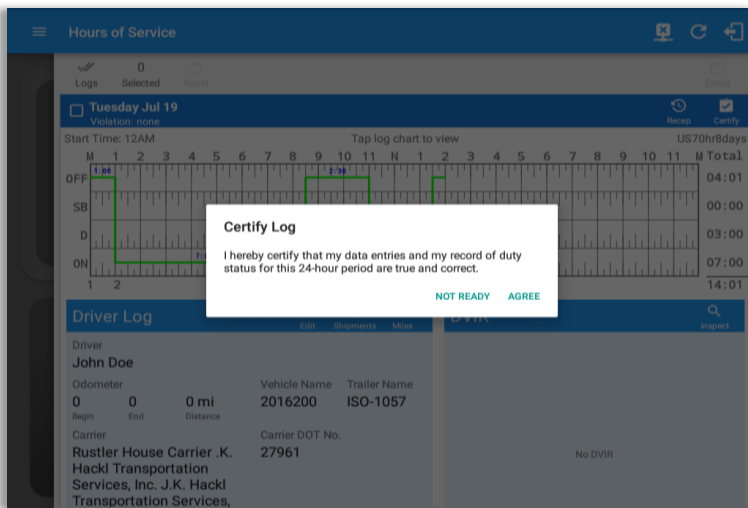 Hours of Service
0
Logs Selected Reset
Email
Tuesday Jul 19
Violation: none
Recap Certify
Start Time: 12AM Tap log chart to view US70hr8days
M 1 2 3 4 5 6 7 8 9 10 11 N 1 2 3 4 5 6 7 8 9 10 11 M Total
OFF 1:00 2:30 04:01
SB 00:00
D 03:00
ON 07:00
1 2 14:01
Certify Log
I hereby certify that my data entries and my record of duty
status for this 24-hour period are true and correct.
NOT READY AGREE
Driver Log
Edit Shipments Miles
DVIR
Inspect
Driver
John Doe
Odometer Vehicle Name Trailer Name
0 0 0 mi 2016200 ISO-1057
Begin End Distance
Carrier Carrier DOT No.
Rustler House Carrier .K. 27961
Hackl Transportation
Services, Inc. J.K. Hackl
Transportation Services,
No DVIR